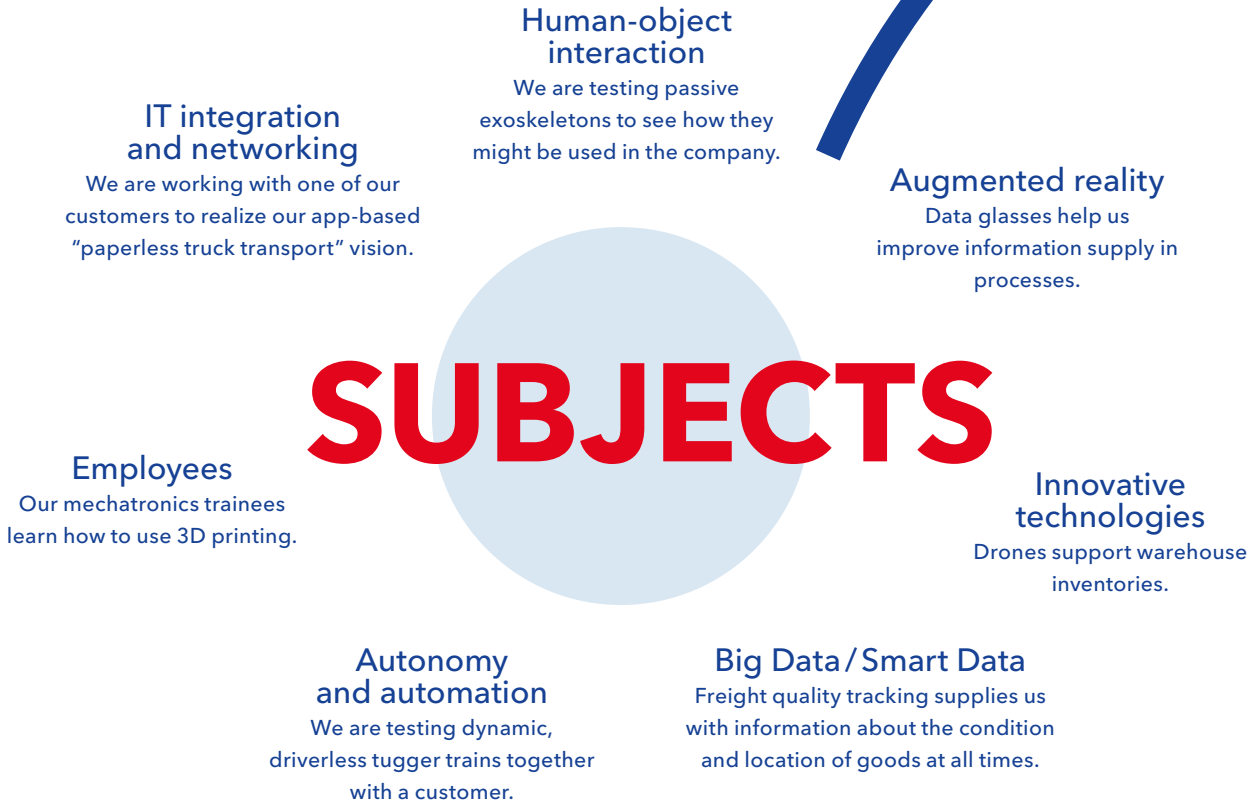 Human-object
interaction
We are testing passive
exoskeletons to see how they
might be used in the company.
IT integration
and networking
We are working with one of our
customers to realize our app-based
“paperless truck transport” vision.
Augmented reality
Data glasses help us
improve information supply in
processes.
SUBJECTS
Employees
Our mechatronics trainees
learn how to use 3D printing.
Innovative
technologies
Drones support warehouse
inventories.
Autonomy
and automation
We are testing dynamic,
driverless tugger trains together
with a customer.
Big Data / Smart Data
Freight quality tracking supplies us
with information about the condition
and location of goods at all times.